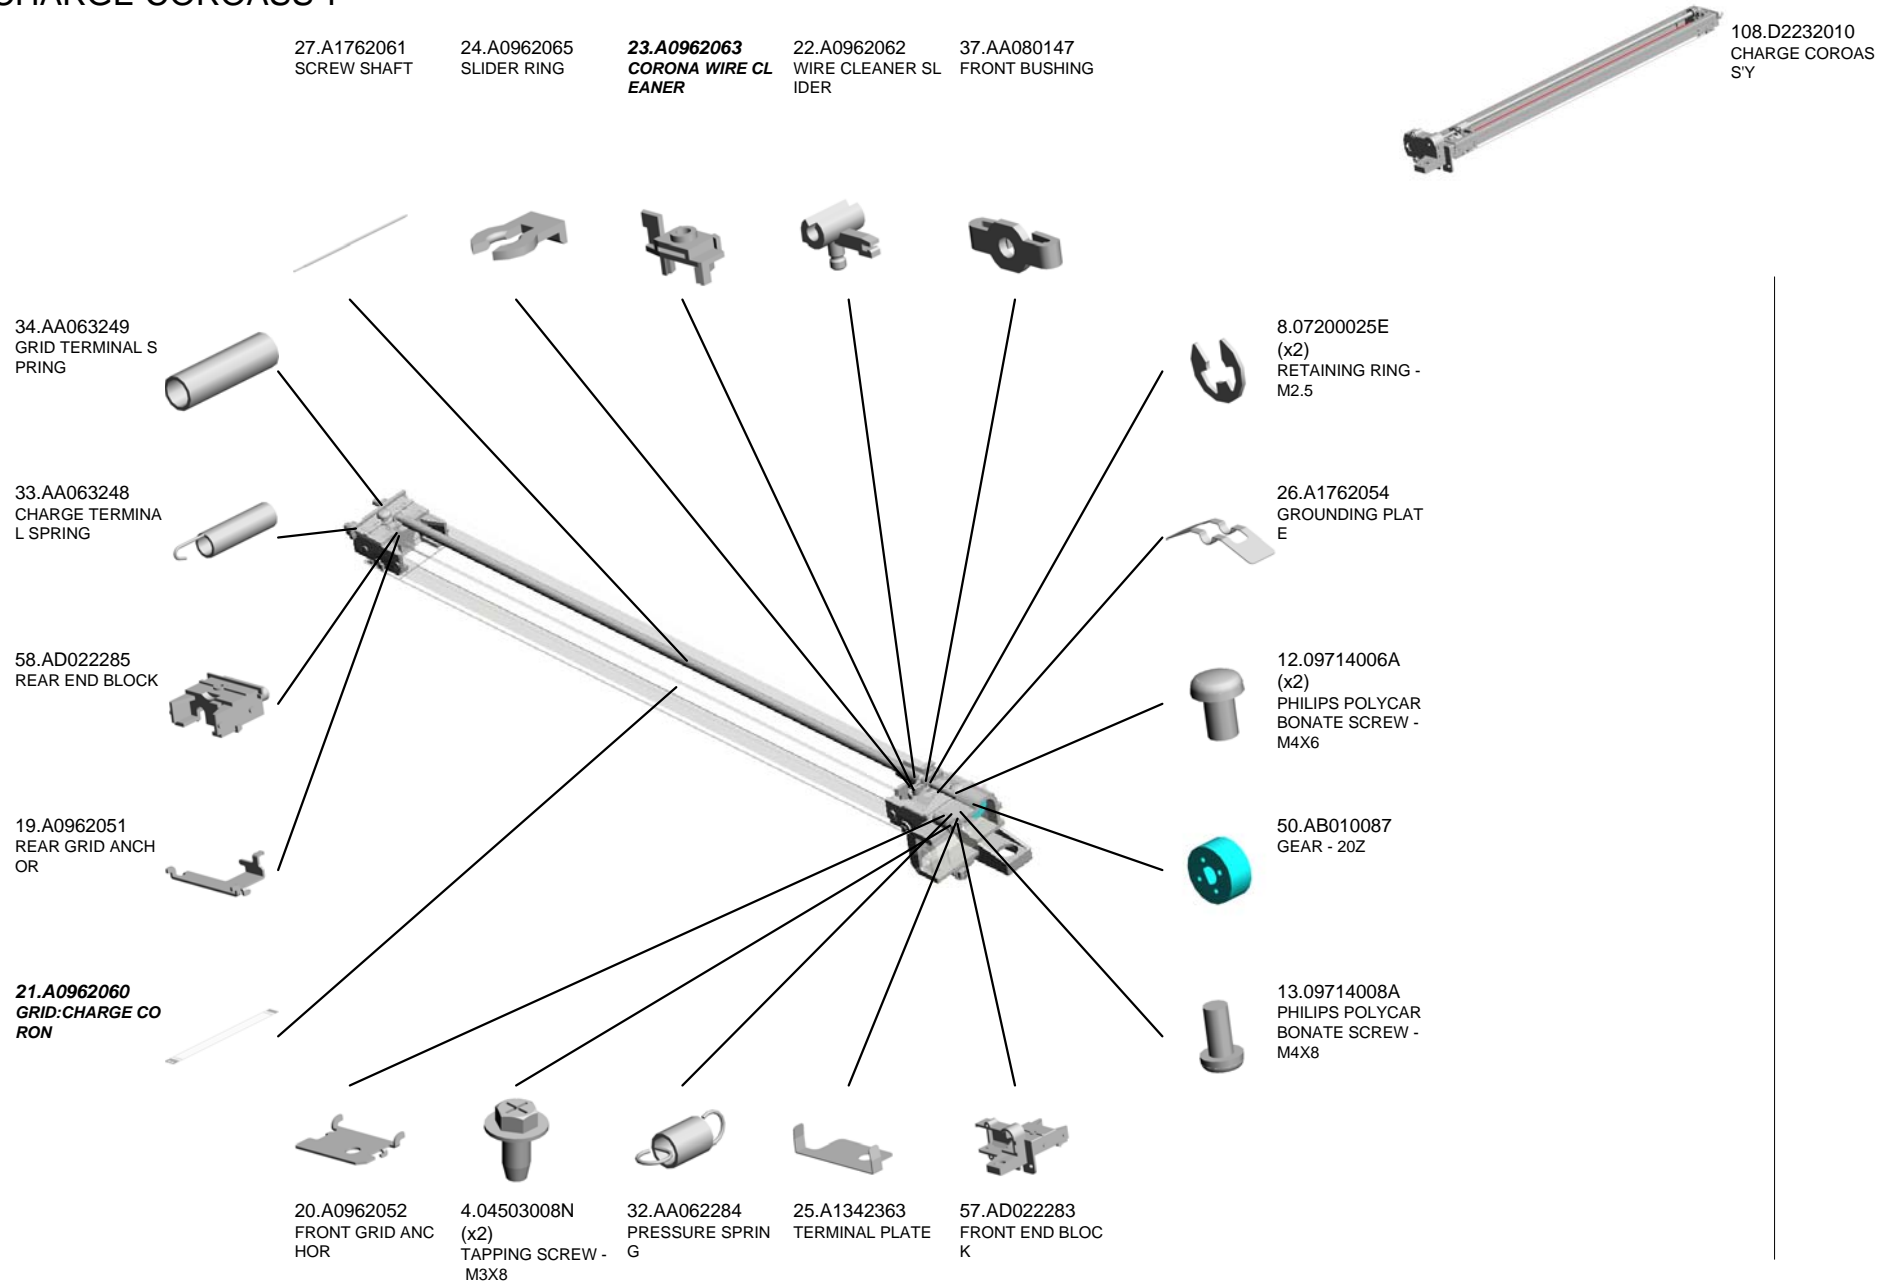 27.A1762061
SCREW SHAFT
24.A0962065
SLIDER RING
23.A0962063
CORONA WIRE CL
EANER
22.A0962062
WIRE CLEANER SL
IDER
37.AA080147
FRONT BUSHING
108.D2232010
CHARGE COROAS
S'Y
34.AA063249
GRID TERMINAL S
PRING
8.07200025E
(x2)
RETAINING RING -
M2.5
33.AA063248
CHARGE TERMINA
L SPRING
26.A1762054
GROUNDING PLAT
E
58.AD022285
REAR END BLOCK
12.09714006A
(x2)
PHILIPS POLYCAR
BONATE SCREW -
M4X6
19.A0962051
REAR GRID ANCH
OR
50.AB010087
GEAR - 20Z
21.A0962060
GRID:CHARGE CO
RON
13.09714008A
PHILIPS POLYCAR
BONATE SCREW -
M4X8
20.A0962052
FRONT GRID ANC
HOR
4.04503008N
(x2)
TAPPING SCREW -
M3X8
32.AA062284
PRESSURE SPRIN
G
25.A1342363
TERMINAL PLATE
57.AD022283
FRONT END BLOC
K